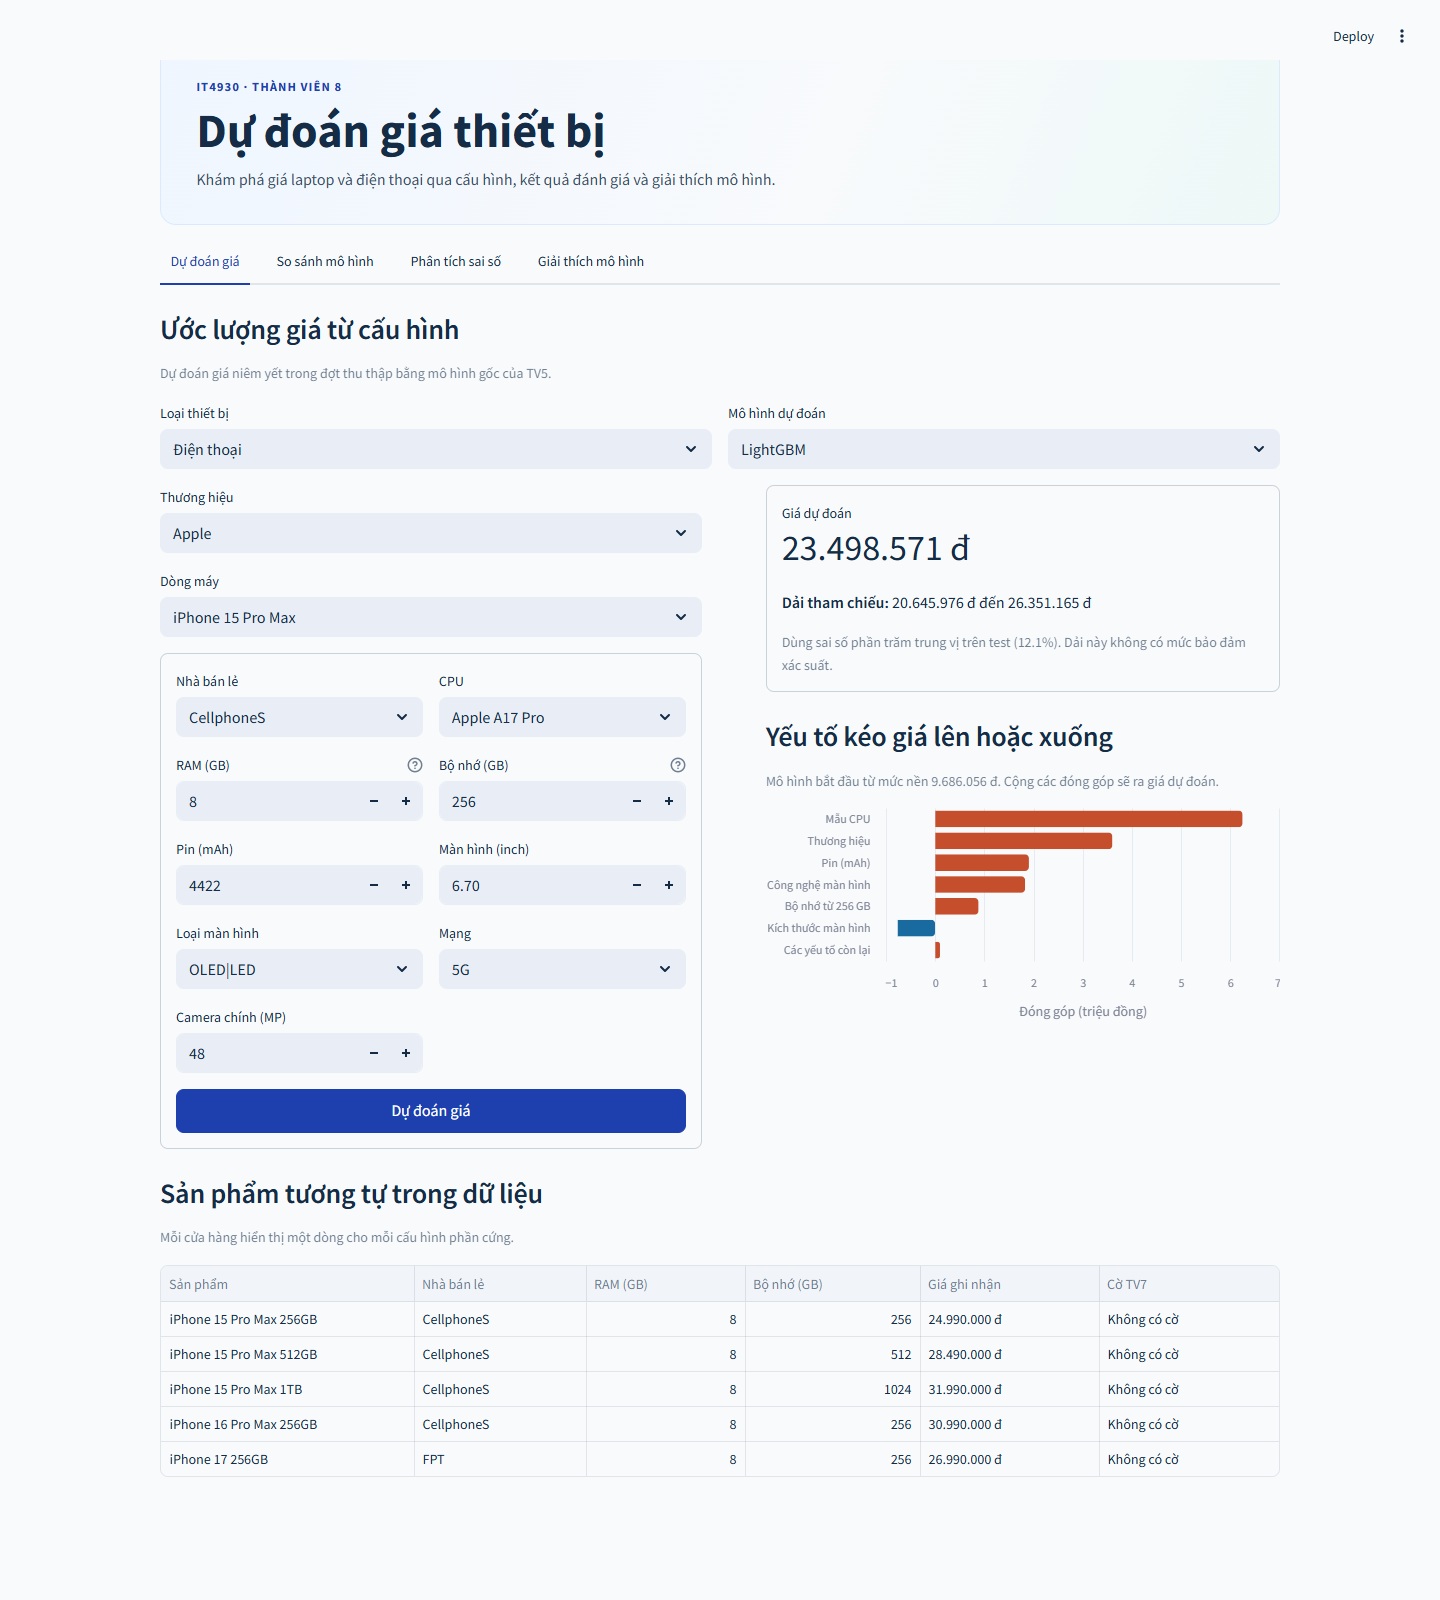 Deploy
IT4930 · THÀNH VIÊN 8
Dự đoán giá thiết bị
Khám phá giá laptop và điện thoại qua cấu hình, kết quả đánh giá và giải thích mô hình.
Dự đoán giá So sánh mô hình Phân tích sai số Giải thích mô hình
Ước lượng giá từ cấu hình
Dự đoán giá niêm yết trong đợt thu thập bằng mô hình gốc của TV5.
Loại thiết bị
Điện thoại
Mô hình dự đoán
LightGBM
Thương hiệu
Apple
Dòng máy
iPhone 15 Pro Max
Nhà bán lẻ
CellphoneS
CPU
Apple A17 Pro
RAM (GB)
8
Bộ nhớ (GB)
256
Pin (mAh)
4422
Màn hình (inch)
6.70
Loại màn hình
OLED|LED
Mạng
5G
Camera chính (MP)
48
Dự đoán giá
Giá dự đoán
23.498.571 đ
Dải tham chiếu: 20.645.976 đ đến 26.351.165 đ
Dùng sai số phần trăm trung vị trên test (12.1%). Dải này không có mức bảo đảm
xác suất.
Yếu tố kéo giá lên hoặc xuống
Mô hình bắt đầu từ mức nền 9.686.056 đ. Cộng các đóng góp sẽ ra giá dự đoán.
Mẫu CPU
Thương hiệu
Pin (mAh)
Công nghệ màn hình
Bộ nhớ từ 256 GB
Kích thước màn hình
Các yếu tố còn lại
−1 0 1 2 3 4 5 6 7
Đóng góp (triệu đồng)
Sản phẩm tương tự trong dữ liệu
Mỗi cửa hàng hiển thị một dòng cho mỗi cấu hình phần cứng.
Sản phẩm Nhà bán lẻ RAM (GB) Bộ nhớ (GB) Giá ghi nhận Cờ TV7
iPhone 15 Pro Max 256GB CellphoneS 8 256 24.990.000 đ Không có cờ
iPhone 15 Pro Max 512GB CellphoneS 8 512 28.490.000 đ Không có cờ
iPhone 15 Pro Max 1TB CellphoneS 8 1024 31.990.000 đ Không có cờ
iPhone 16 Pro Max 256GB CellphoneS 8 256 30.990.000 đ Không có cờ
iPhone 17 256GB FPT 8 256 26.990.000 đ Không có cờ